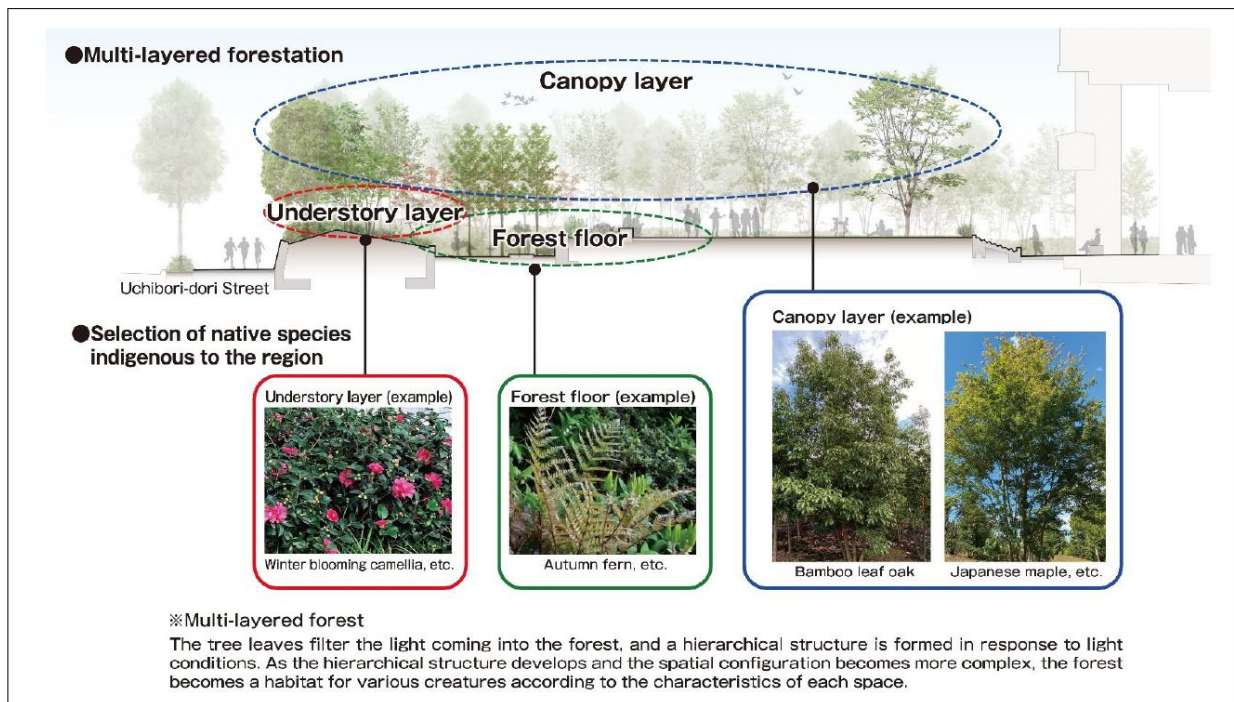 ●Multi-layered forestation
Canopy layer
Understory layer
Forest floor
Uchibori-dori Street
●Selection of native species
indigenous to the region
Understory layer (example)
Winter blooming camellia, etc.
Forest floor (example)
Autumn fern, etc.
Canopy layer (example)
Bamboo leaf oak
Japanese maple, etc.
※Multi-layered forest
The tree leaves filter the light coming into the forest, and a hierarchical structure is formed in response to light
conditions. As the hierarchical structure develops and the spatial configuration becomes more complex, the forest
becomes a habitat for various creatures according to the characteristics of each space.